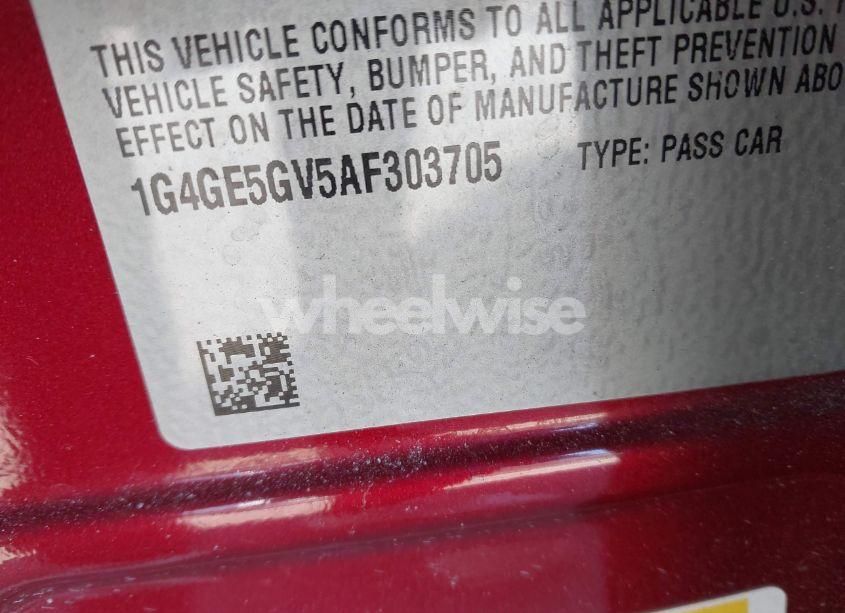 THIS VEHICLE CONFORMS TO ALL APPLICABLE U.S.
VEHICLE SAFETY, BUMPER, AND THEFT PREVENTION
EFFECT ON THE DATE OF MANUFACTURE SHOWN ABO
1G4GE5GV5AF303705 TYPE: PASS CAR
wheelwise